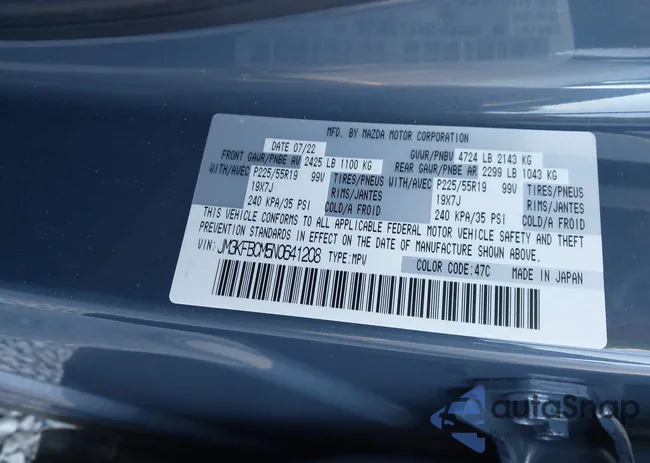 MFD. BY MAZDA MOTOR CORPORATION
DATE 07/22 GVWR/PNBV 4724 LB 2143 KG
FRONT GAWR/PNBE AV 2425 LB 1100 KG REAR GAWR/PNBE AR 2299 LB 1043 KG
WITH/AVEC P225/55R19 99V TIRES/PNEUS WITH/AVEC P225/55R19 99V TIRES/PNEUS
19X7J RIMS/JANTES 19X7J RIMS/JANTES
240 KPA/35 PSI COLD/A FROID 240 KPA/35 PSI COLD/A FROID
THIS VEHICLE CONFORMS TO ALL APPLICABLE FEDERAL MOTOR VEHICLE SAFETY AND THEFT
PREVENTION STANDARDS IN EFFECT ON THE DATE OF MANUFACTURE SHOWN ABOVE.
VIN: JM3KFBCM5N0641208 TYPE:MPV COLOR CODE:47C MADE IN JAPAN
autoSnap